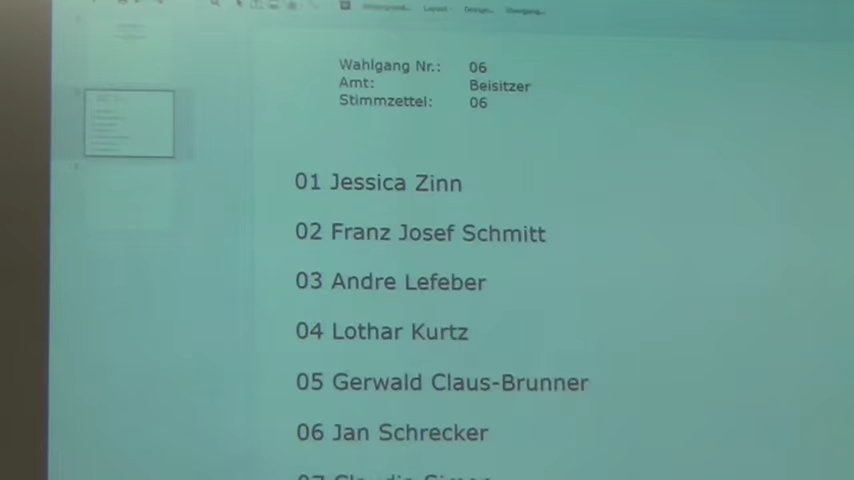 Layout
Wahlgang Nr.: 06
Amt: Beisitzer
Stimmzettel: 06
01 Jessica Zinn
02 Franz Josef Schmitt
03 Andre Lefeber
04 Lothar Kurtz
05 Gerwald Claus-Brunner
06 Jan Schrecker